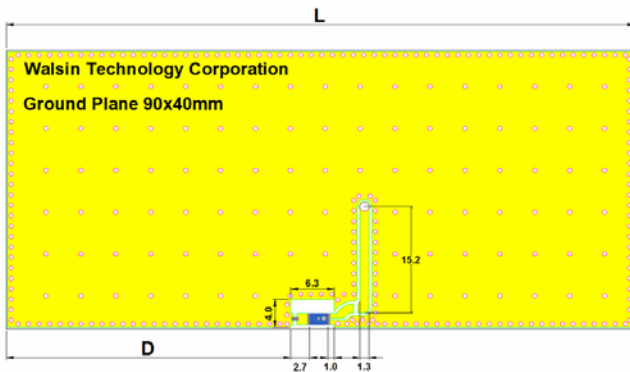 L
Walsin Technology Corporation
Ground Plane 90x40mm
15.2
6.3
4.0
D
2.7
1.0
1.3